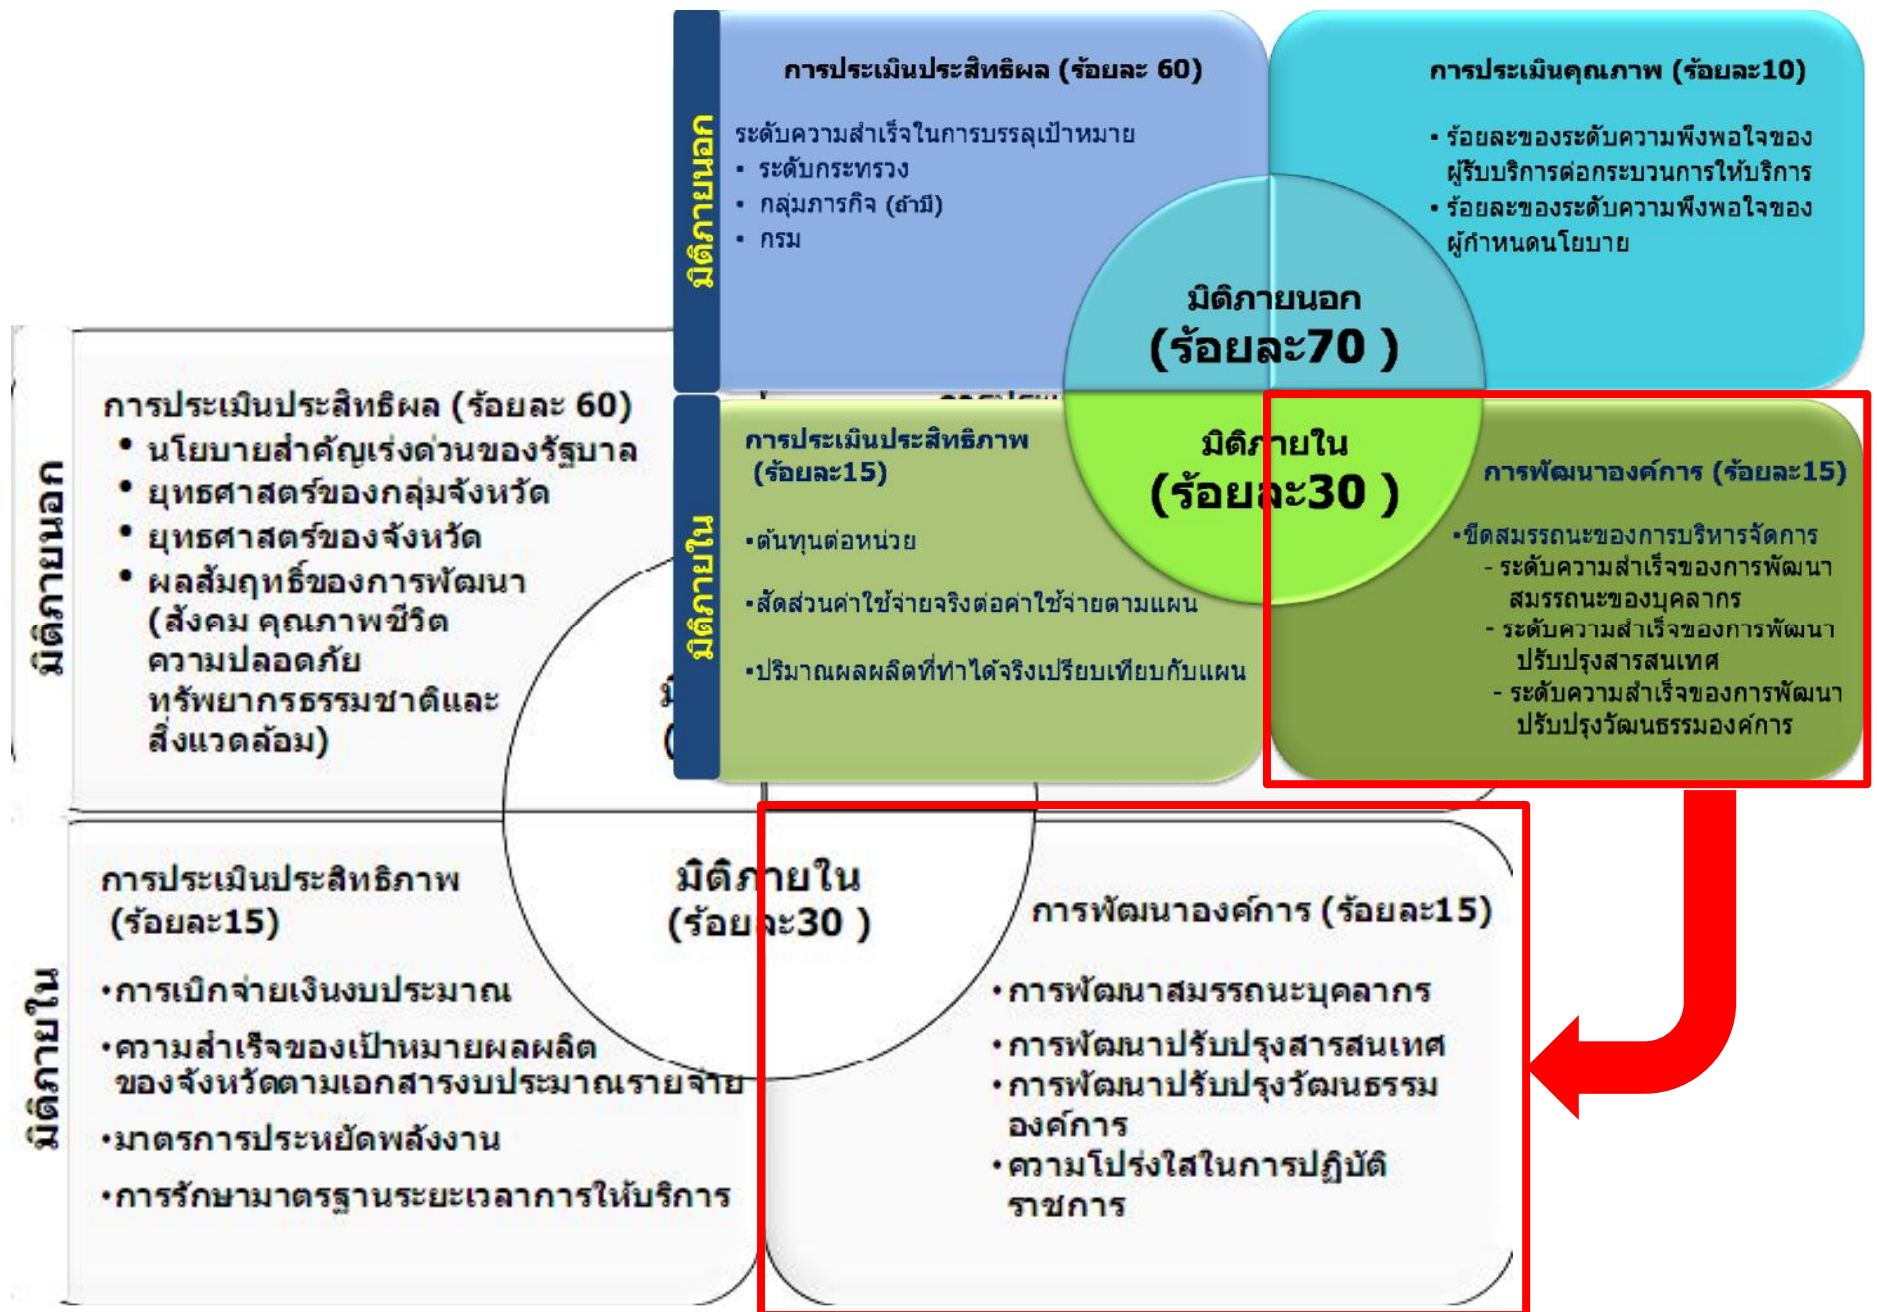 มิติภายนอก
การประเมินประสิทธิผล (ร้อยละ 60)
ระดับความสำเร็จในการบรรลุเป้าหมาย
• ระดับกระทรวง
• กลุ่มภารกิจ (ถ้ามี)
• กรม
การประเมินคุณภาพ (ร้อยละ10)
• ร้อยละของระดับความพึงพอใจของ
ผู้รับบริการต่อกระบวนการให้บริการ
• ร้อยละของระดับความพึงพอใจของ
ผู้กำหนดนโยบาย
มิติภายนอก
(ร้อยละ70 )
มิติภายใน
การประเมินประสิทธิภาพ
(ร้อยละ15)
•ต้นทุนต่อหน่วย
•สัดส่วนค่าใช้จ่ายจริงต่อค่าใช้จ่ายตามแผน
•ปริมาณผลผลิตที่ทำได้จริงเปรียบเทียบกับแผน
มิติภายใน
(ร้อยละ30 )
การพัฒนาองค์การ (ร้อยละ15)
•ขีดสมรรถนะของการบริหารจัดการ
- ระดับความสำเร็จของการพัฒนา
สมรรถนะของบุคลากร
- ระดับความสำเร็จของการพัฒนา
ปรับปรุงสารสนเทศ
- ระดับความสำเร็จของการพัฒนา
ปรับปรุงวัฒนธรรมองค์การ
มิติภายนอก
การประเมินประสิทธิผล (ร้อยละ 60)
• นโยบายสำคัญเร่งด่วนของรัฐบาล
• ยุทธศาสตร์ของกลุ่มจังหวัด
• ยุทธศาสตร์ของจังหวัด
• ผลสัมฤทธิ์ของการพัฒนา
(สังคม คุณภาพชีวิต
ความปลอดภัย
ทรัพยากรธรรมชาติและ
สิ่งแวดล้อม)
มิติภายใน
การประเมินประสิทธิภาพ
(ร้อยละ15)
•การเบิกจ่ายเงินงบประมาณ
•ความสำเร็จของเป้าหมายผลผลิต
ของจังหวัดตามเอกสารงบประมาณรายจ่าย
•มาตรการประหยัดพลังงาน
•การรักษามาตรฐานระยะเวลาการให้บริการ
มิติภายใน
(ร้อยละ30 )
การพัฒนาองค์การ (ร้อยละ15)
•การพัฒนาสมรรถนะบุคลากร
•การพัฒนาปรับปรุงสารสนเทศ
•การพัฒนาปรับปรุงวัฒนธรรม
องค์การ
•ความโปร่งใสในการปฏิบัติ
ราชการ